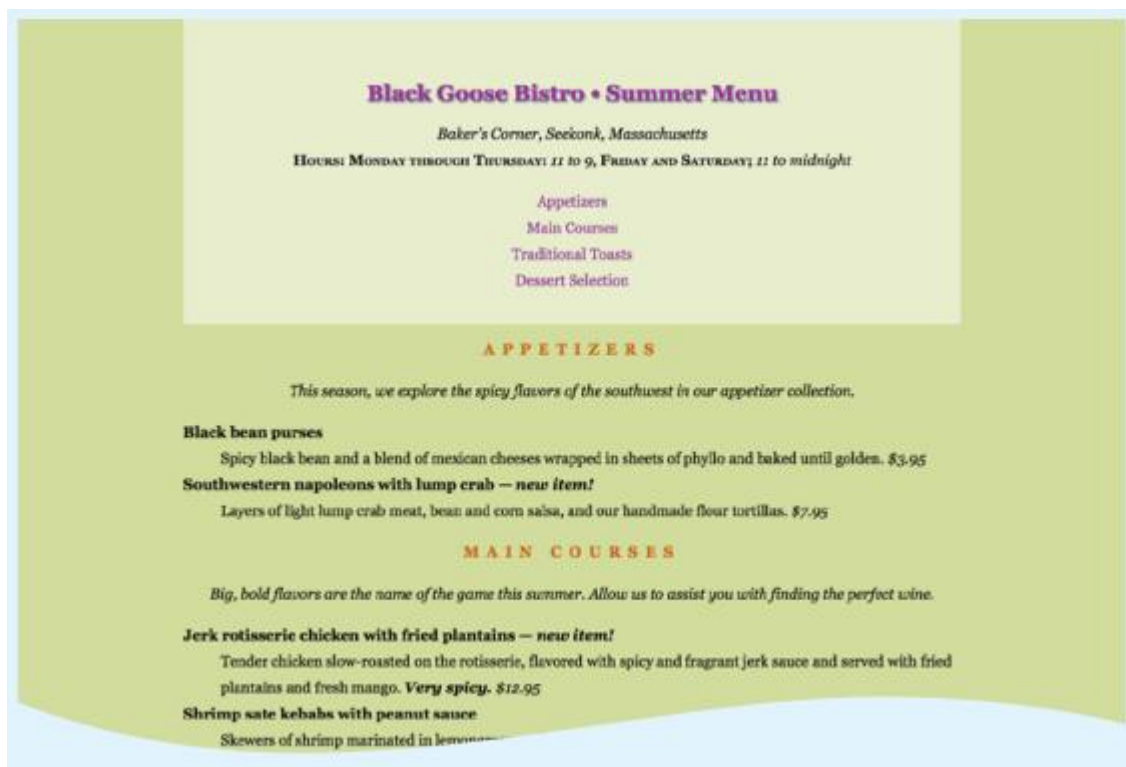 Black Goose Bistro • Summer Menu
Baker's Corner, Seekonk, Massachusetts
Hours: Monday through Thursday: 11 to 9, Friday and Saturday; 11 to midnight
Appetizers
Main Courses
Traditional Toasts
Dessert Selection
APPETIZERS
This season, we explore the spicy flavors of the southwest in our appetizer collection.
Black bean purses
Spicy black bean and a blend of mexican cheeses wrapped in sheets of phyllo and baked until golden. $3.95
Southwestern napoleons with lump crab — new item!
Layers of light lump crab meat, bean and corn salsa, and our handmade flour tortillas. $7.95
MAIN COURSES
Big, bold flavors are the name of the game this summer. Allow us to assist you with finding the perfect wine.
Jerk rotisserie chicken with fried plantains — new item!
Tender chicken slow-roasted on the rotisserie, flavored with spicy and fragrant jerk sauce and served with fried
plantains and fresh mango. Very spicy. $12.95
Shrimp sate kebabs with peanut sauce
Skewers of shrimp marinated in